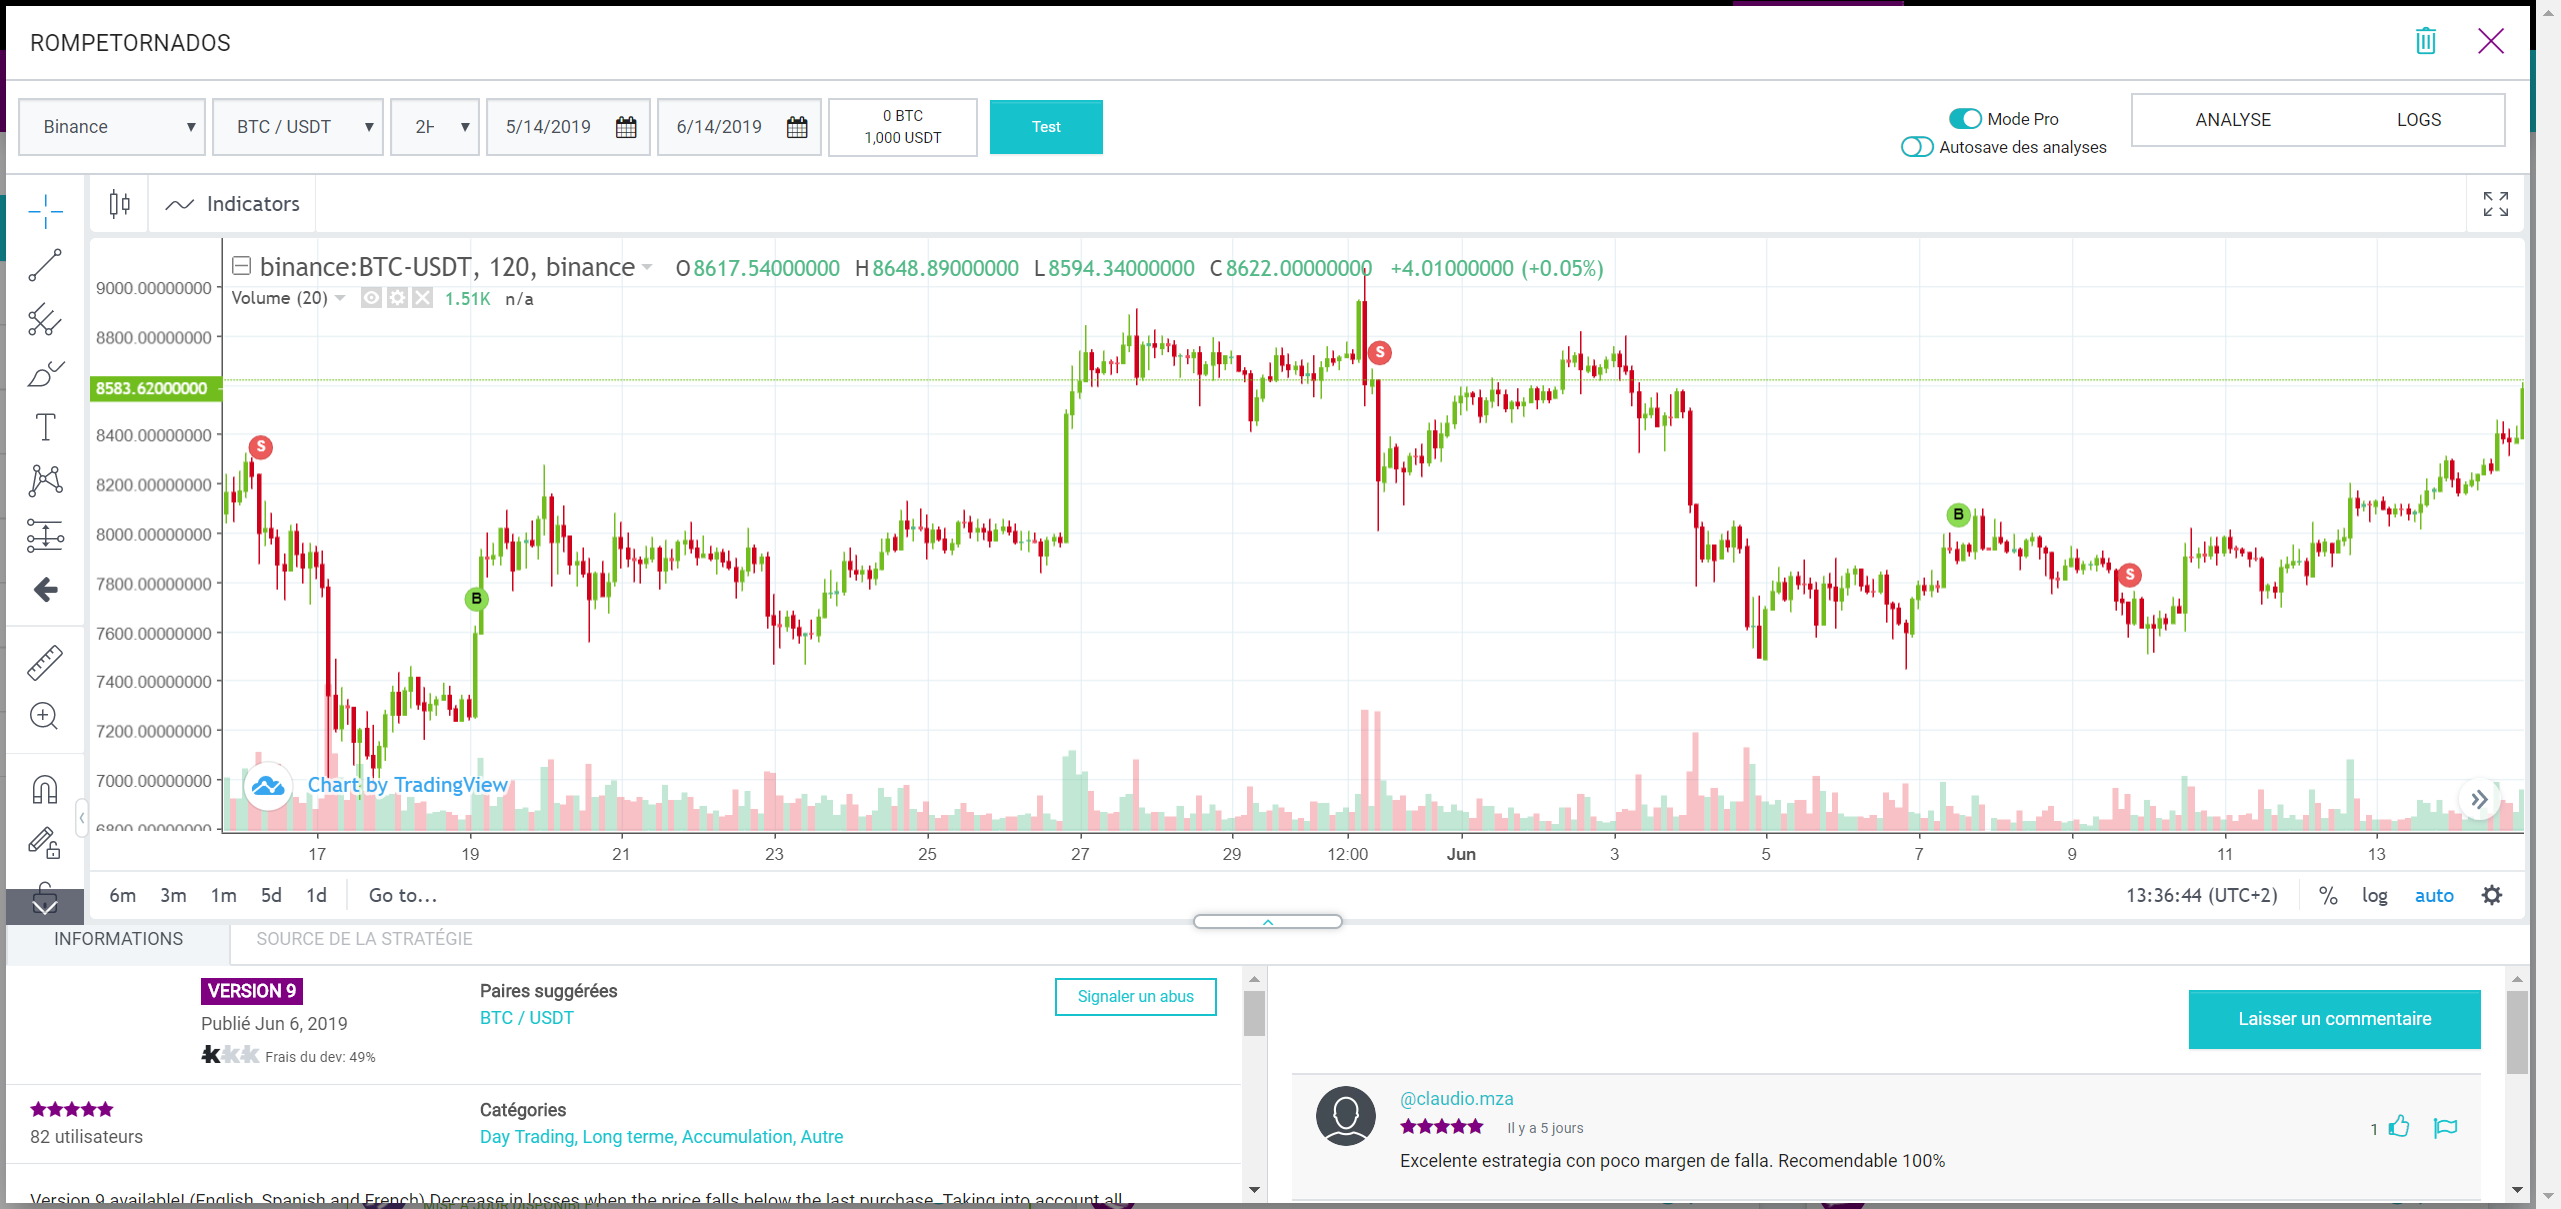 ROMPETORNADOS
Binance
BTC / USDT
2H
5/14/2019
6/14/2019
0 BTC
1,000 USDT
Test
Mode Pro
Autosave des analyses
ANALYSE
LOGS
Indicators
binance:BTC-USDT, 120, binance O8617.54000000 H8648.89000000 L8594.34000000 C8622.00000000 +4.01000000 (+0.05%)
Volume (20) 1.51K n/a
9000.00000000
8800.00000000
8583.62000000
8400.00000000
8200.00000000
8000.00000000
7800.00000000
7600.00000000
7400.00000000
7200.00000000
7000.00000000
6800.00000000
S
B
S
B
S
Chart by TradingView
17 19 21 23 25 27 29 12:00 Jun 3 5 7 9 11 13
6m 3m 1m 5d 1d Go to...
13:36:44 (UTC+2) % log auto
INFORMATIONS
SOURCE DE LA STRATÉGIE
VERSION 9
Publié Jun 6, 2019
Frais du dev: 49%
Paires suggérées
BTC / USDT
Signaler un abus
82 utilisateurs
Catégories
Day Trading, Long terme, Accumulation, Autre
Version 9 available! (English, Spanish and French) Decrease in losses when the price falls below the last purchase. Taking into account all
Laisser un commentaire
@claudio.mza
Il y a 5 jours
1
Excelente estrategia con poco margen de falla. Recomendable 100%